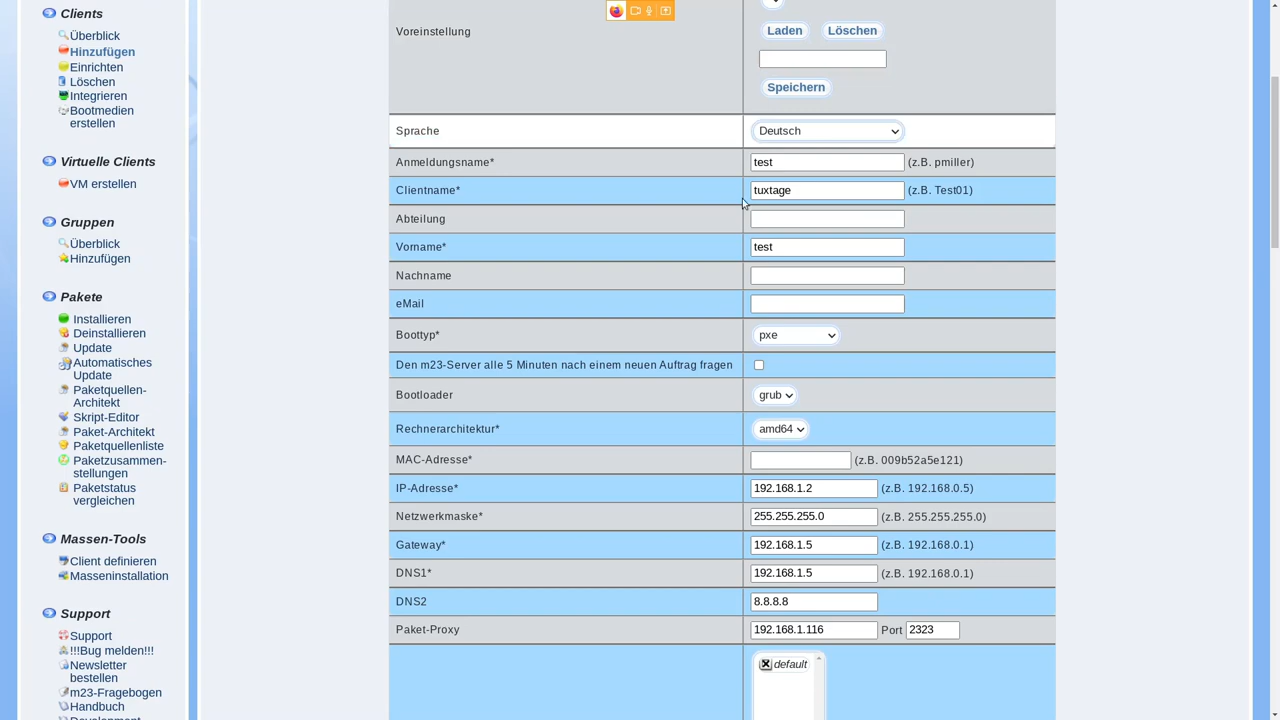 Clients
Überblick
Hinzufügen
Einrichten
Löschen
Integrieren
Bootmedien
erstellen
Virtuelle Clients
VM erstellen
Gruppen
Überblick
Hinzufügen
Pakete
Installieren
Deinstallieren
Update
Automatisches
Update
Paketquellen-
Architekt
Skript-Editor
Paket-Architekt
Paketquellenliste
Paketzusammen-
stellungen
Paketstatus
vergleichen
Massen-Tools
Client definieren
Masseninstallation
Support
Support
!!!Bug melden!!!
Newsletter
bestellen
m23-Fragebogen
Handbuch
Development
Voreinstellung
Laden Löschen
Speichern
Sprache Deutsch
Anmeldungsname* test (z.B. pmiller)
Clientname* tuxtage (z.B. Test01)
Abteilung
Vorname* test
Nachname
eMail
Boottyp* pxe
Den m23-Server alle 5 Minuten nach einem neuen Auftrag fragen
Bootloader grub
Rechnerarchitektur* amd64
MAC-Adresse* (z.B. 009b52a5e121)
IP-Adresse* 192.168.1.2 (z.B. 192.168.0.5)
Netzwerkmaske* 255.255.255.0 (z.B. 255.255.255.0)
Gateway* 192.168.1.5 (z.B. 192.168.0.1)
DNS1* 192.168.1.5 (z.B. 192.168.0.1)
DNS2 8.8.8.8
Paket-Proxy 192.168.1.116 Port 2323
default